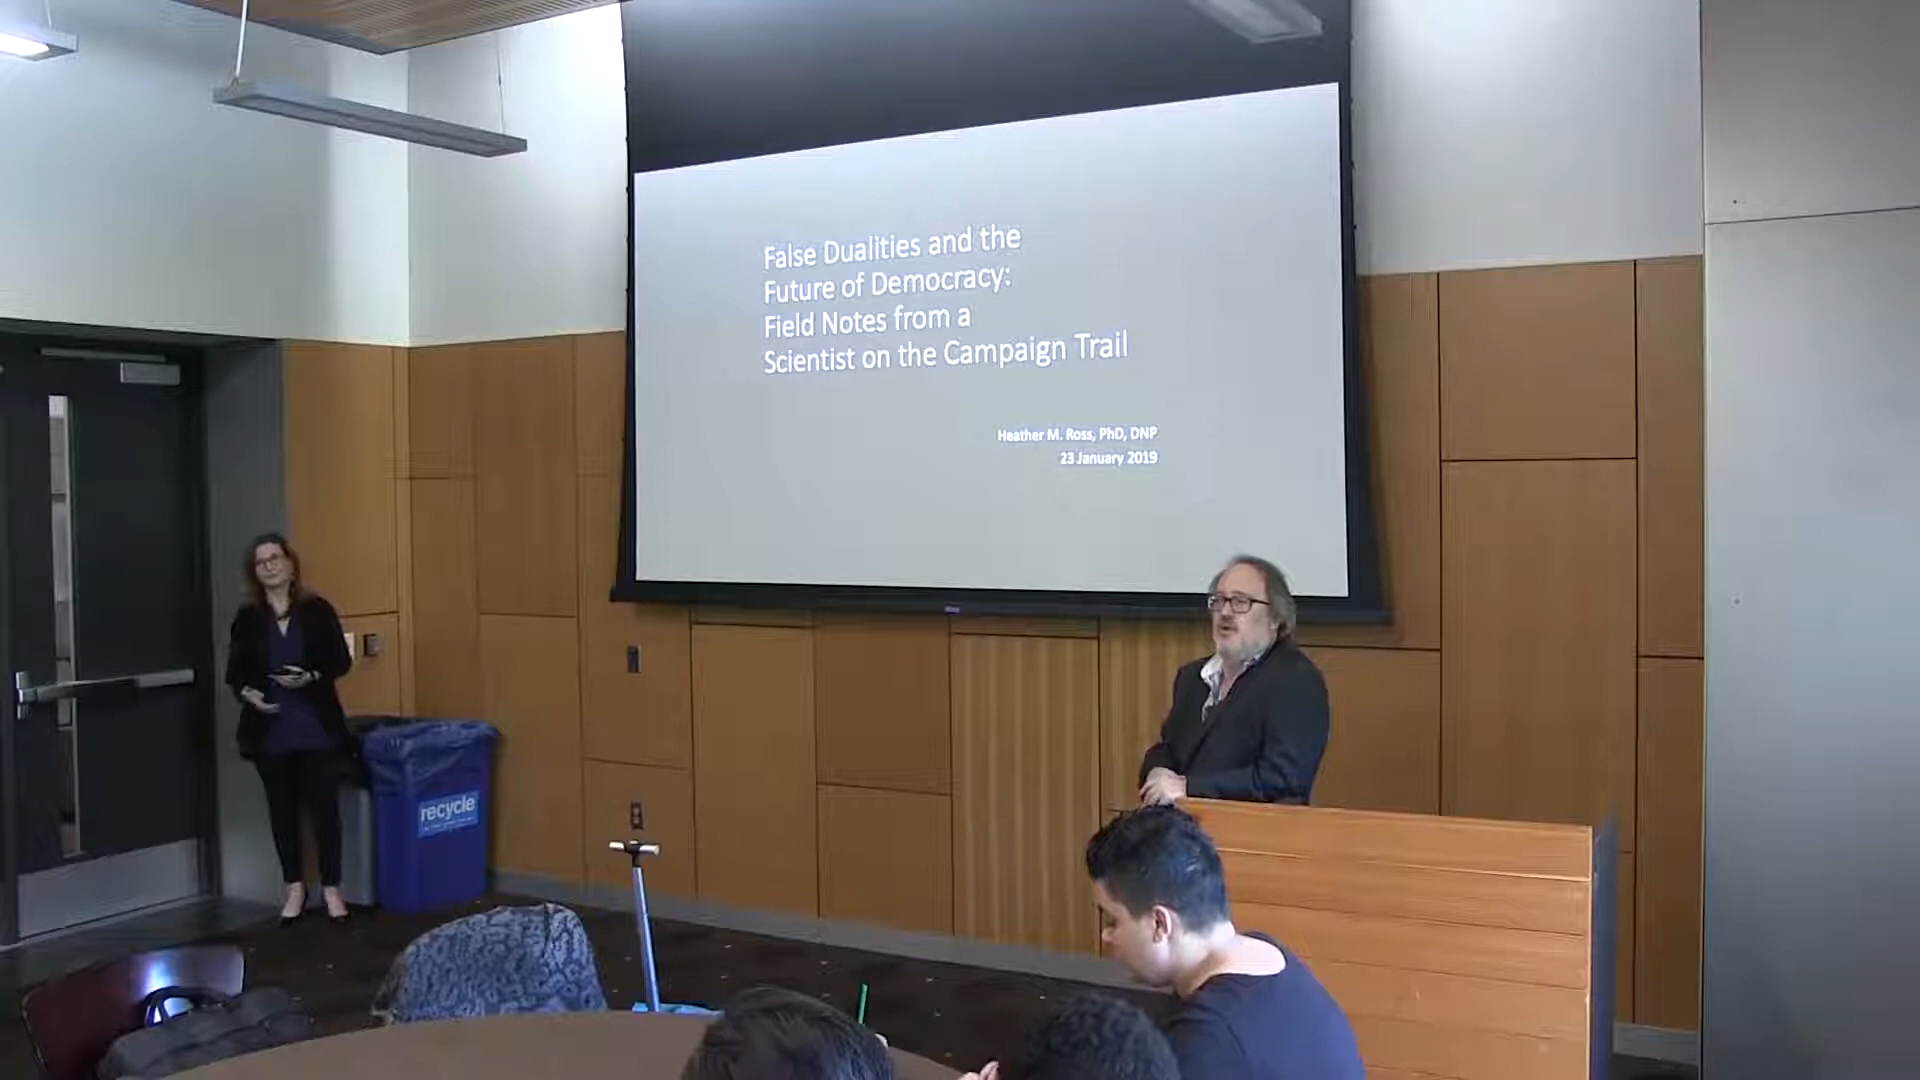 False Dualities and the
Future of Democracy:
Field Notes from a
Scientist on the Campaign Trail
Heather M. Ross, PhD, DNP
23 January 2019
recycle